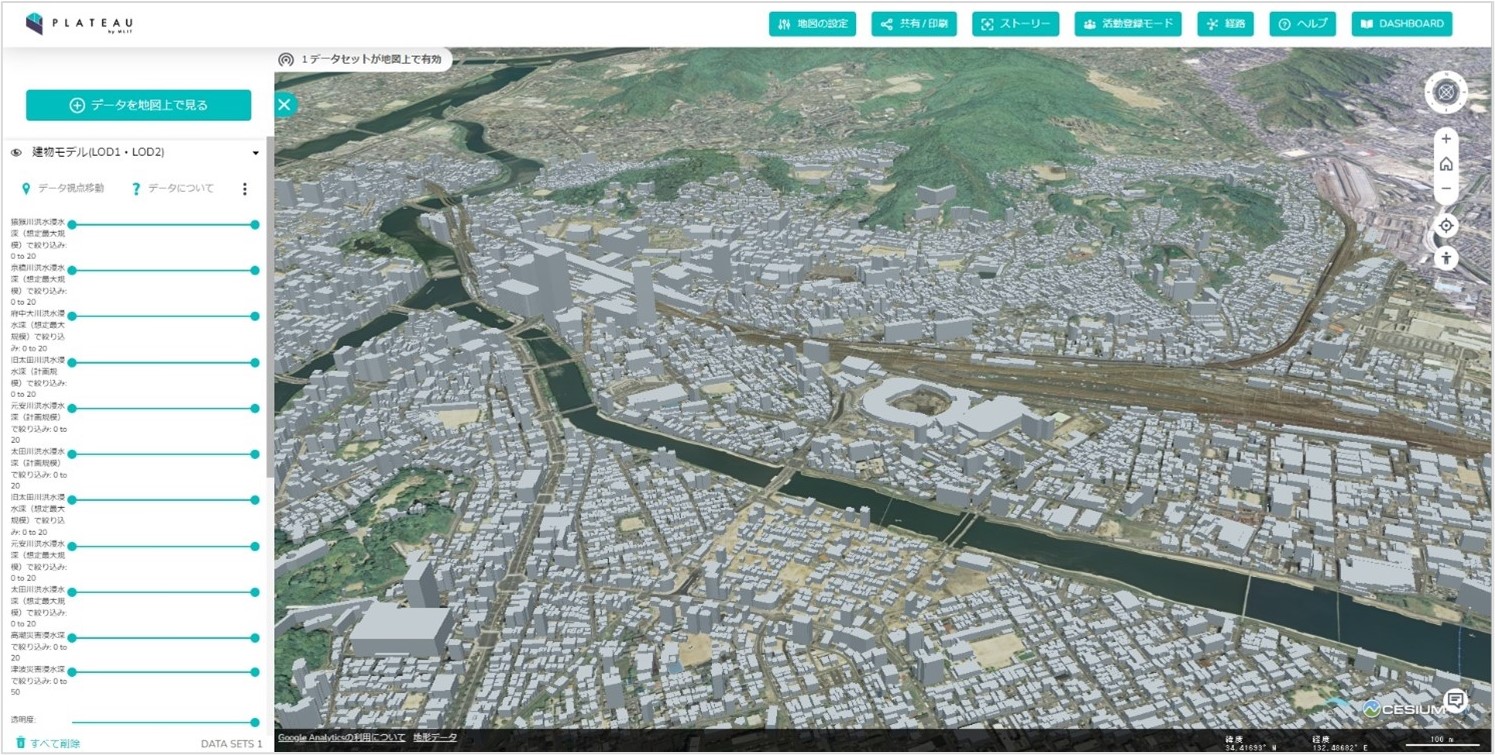 PLATEAU
by MLIT
地図の設定
共有/印刷
ストーリー
活動登録モード
経路
ヘルプ
DASHBOARD
1データセットが地図上で有効
データを地図上で見る
建物モデル(LOD1・LOD2)
データ視点移動
データについて
猿猴川洪水浸水
深(想定最大規
模)で絞り込み:
0 to 20
京橋川洪水浸水
深(想定最大規
模)で絞り込み:
0 to 20
府中大川洪水浸
水深(想定最大
規模)で絞り込
み: 0 to 20
旧太田川洪水浸
水深(計画規
模)で絞り込み:
0 to 20
元安川洪水浸水
深(計画規模)
で絞り込み: 0 to
20
太田川洪水浸水
深(計画規模)
で絞り込み: 0 to
20
旧太田川洪水浸
水深(想定最大
規模)で絞り込
み: 0 to 20
元安川洪水浸水
深(想定最大規
模)で絞り込み:
0 to 20
太田川洪水浸水
深(想定最大規
模)で絞り込み:
0 to 20
高潮災害浸水深
で絞り込み: 0 to
20
津波災害浸水深
で絞り込み: 0 to
50
透明度:
すべて削除
DATA SETS 1
Google Analyticsの利用について
地形データ
CESIUM
緯度
34.41693° N
経度
132.48682° E
100 m